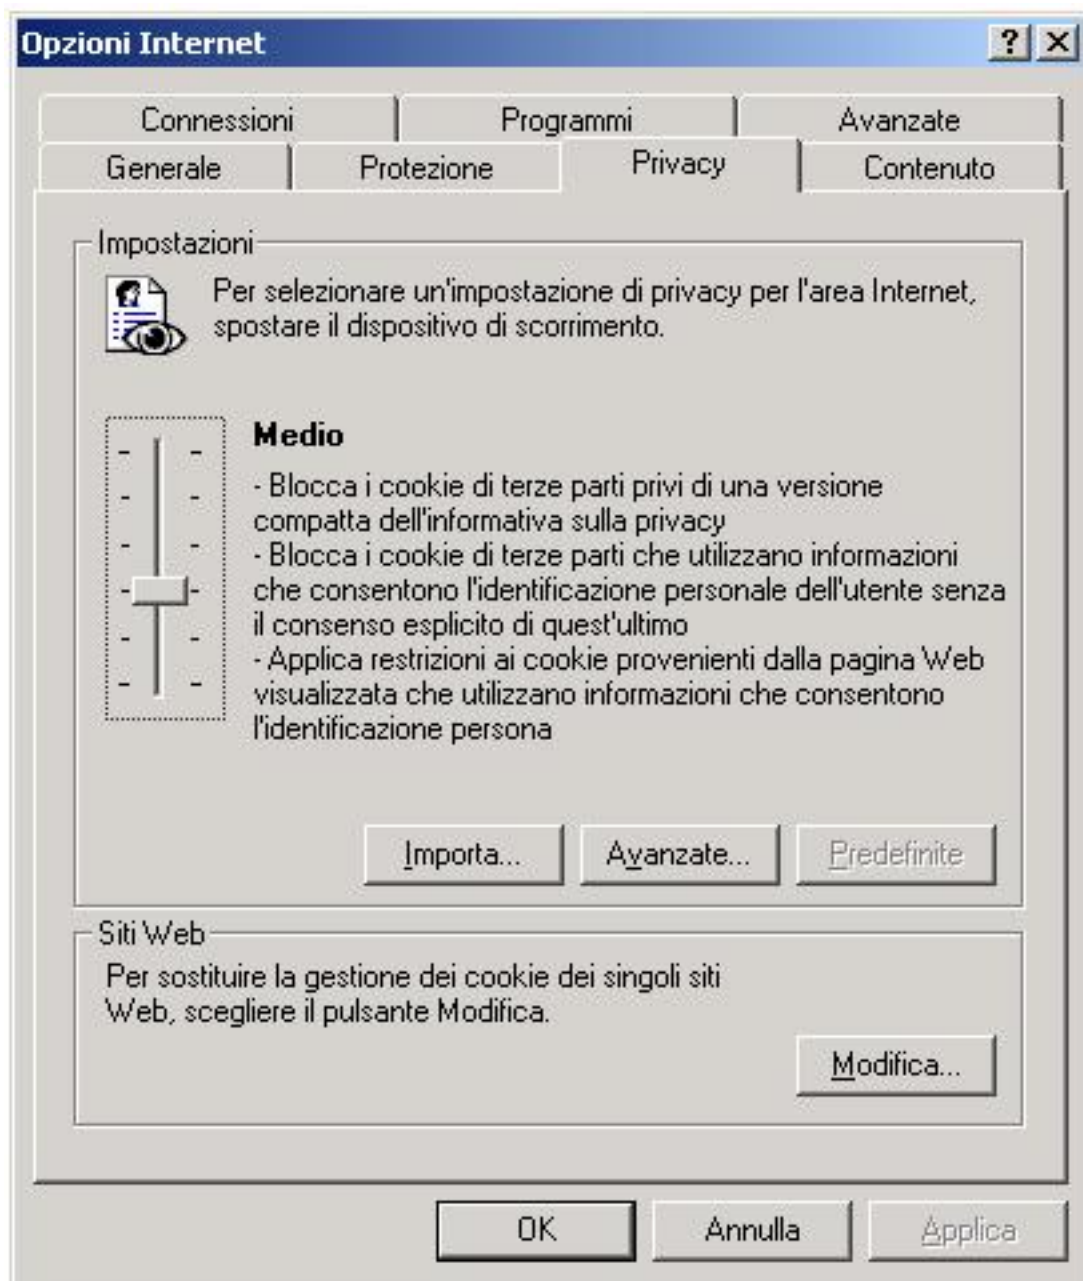 Opzioni Internet
Connessioni Programmi Avanzate
Generale Protezione Privacy Contenuto
Impostazioni
Per selezionare un'impostazione di privacy per l'area Internet,
spostare il dispositivo di scorrimento.
Medio
- Blocca i cookie di terze parti privi di una versione
compatta dell'informativa sulla privacy
- Blocca i cookie di terze parti che utilizzano informazioni
che consentono l'identificazione personale dell'utente senza
il consenso esplicito di quest'ultimo
- Applica restrizioni ai cookie provenienti dalla pagina Web
visualizzata che utilizzano informazioni che consentono
l'identificazione persona
Importa... Avanzate... Predefinite
Siti Web
Per sostituire la gestione dei cookie dei singoli siti
Web, scegliere il pulsante Modifica.
Modifica...
OK Annulla Applica